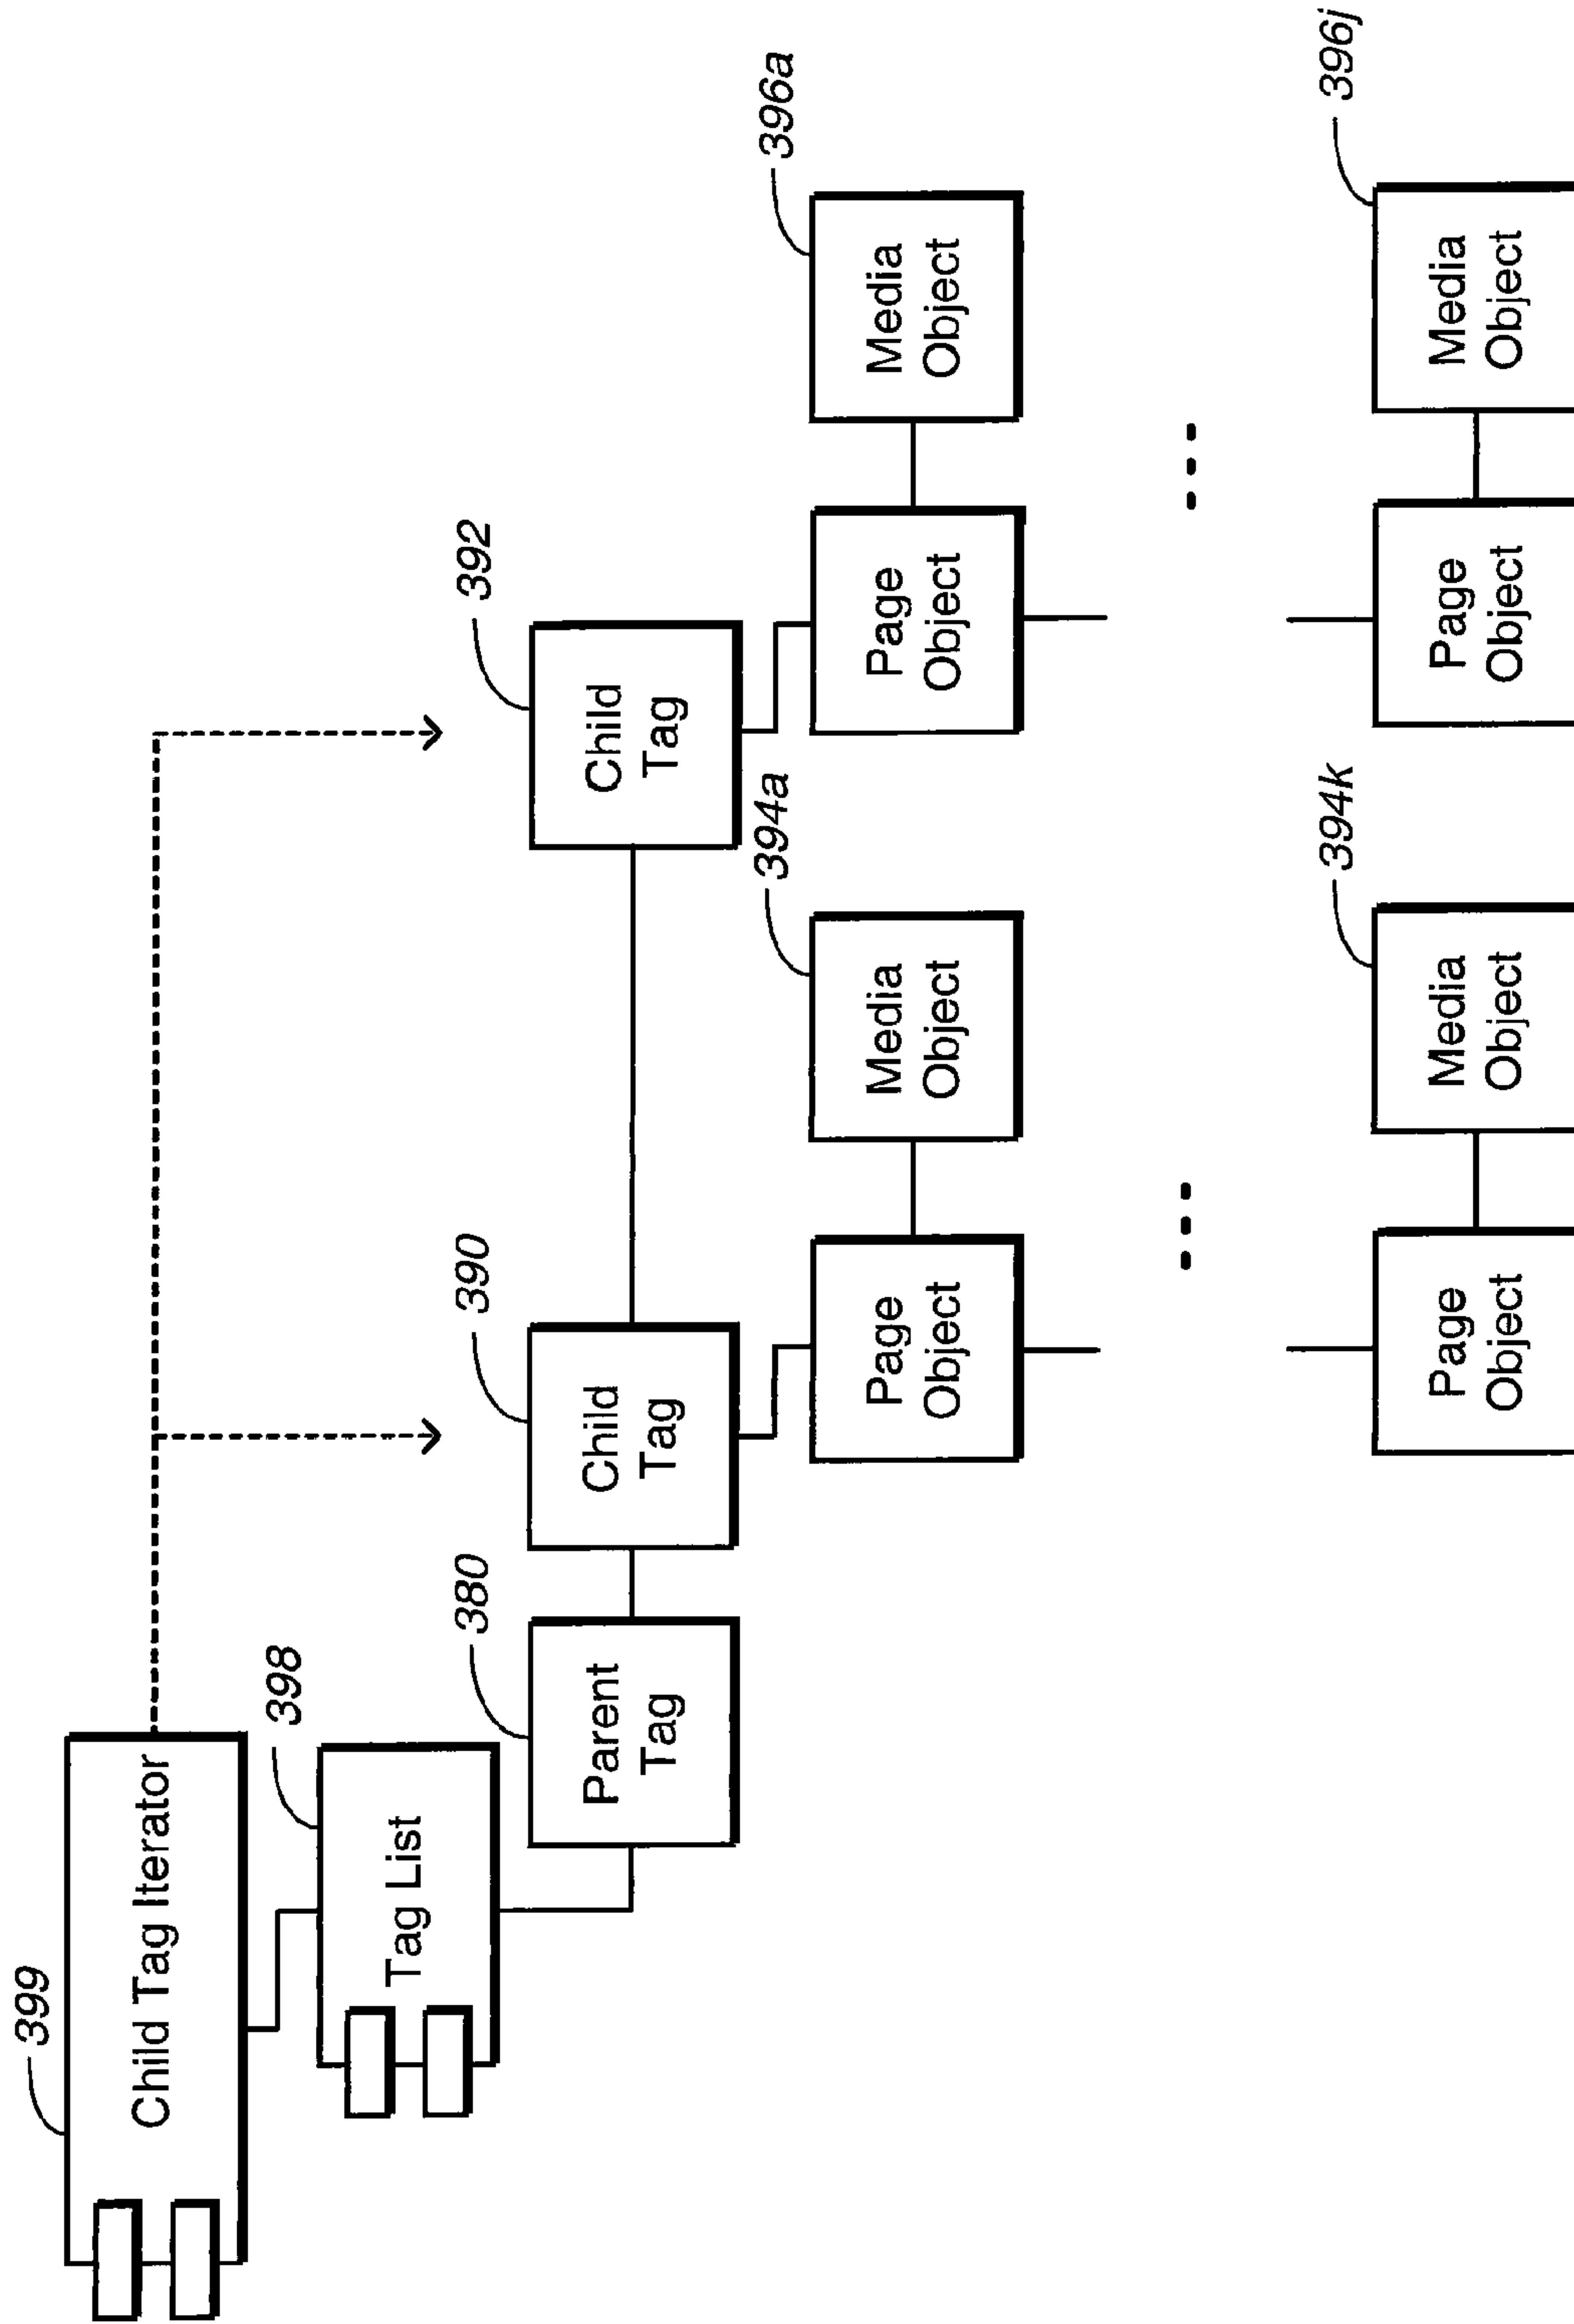 399
Child Tag Iterator
398
Tag List
380
Parent
Tag
390
Child
Tag
392
Child
Tag
394a
396a
Page
Object
Media
Object
Page
Object
Media
Object
394k
396j
Page
Object
Media
Object
Page
Object
Media
Object